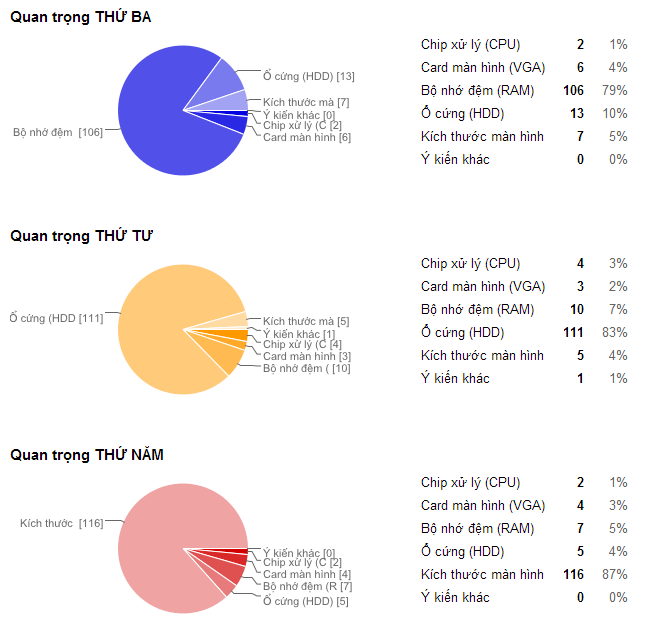 Quan trọng THỨ BA
Ổ cứng (HDD) [13]
Kích thước mà [7]
Ý kiến khác [0]
Chip xử lý (C [2]
Card màn hình [6]
Bộ nhớ đệm [106]
Chip xử lý (CPU) 2 1%
Card màn hình (VGA) 6 4%
Bộ nhớ đệm (RAM) 106 79%
Ổ cứng (HDD) 13 10%
Kích thước màn hình 7 5%
Ý kiến khác 0 0%
Quan trọng THỨ TƯ
Ổ cứng (HDD [111]
Kích thước mà [5]
Ý kiến khác [1]
Chip xử lý (C [4]
Card màn hình [3]
Bộ nhớ đệm ( [10]
Chip xử lý (CPU) 4 3%
Card màn hình (VGA) 3 2%
Bộ nhớ đệm (RAM) 10 7%
Ổ cứng (HDD) 111 83%
Kích thước màn hình 5 4%
Ý kiến khác 1 1%
Quan trọng THỨ NĂM
Kích thước [116]
Ý kiến khác [0]
Chip xử lý (C [2]
Card màn hình [4]
Bộ nhớ đệm (R [7]
Ổ cứng (HDD) [5]
Chip xử lý (CPU) 2 1%
Card màn hình (VGA) 4 3%
Bộ nhớ đệm (RAM) 7 5%
Ổ cứng (HDD) 5 4%
Kích thước màn hình 116 87%
Ý kiến khác 0 0%